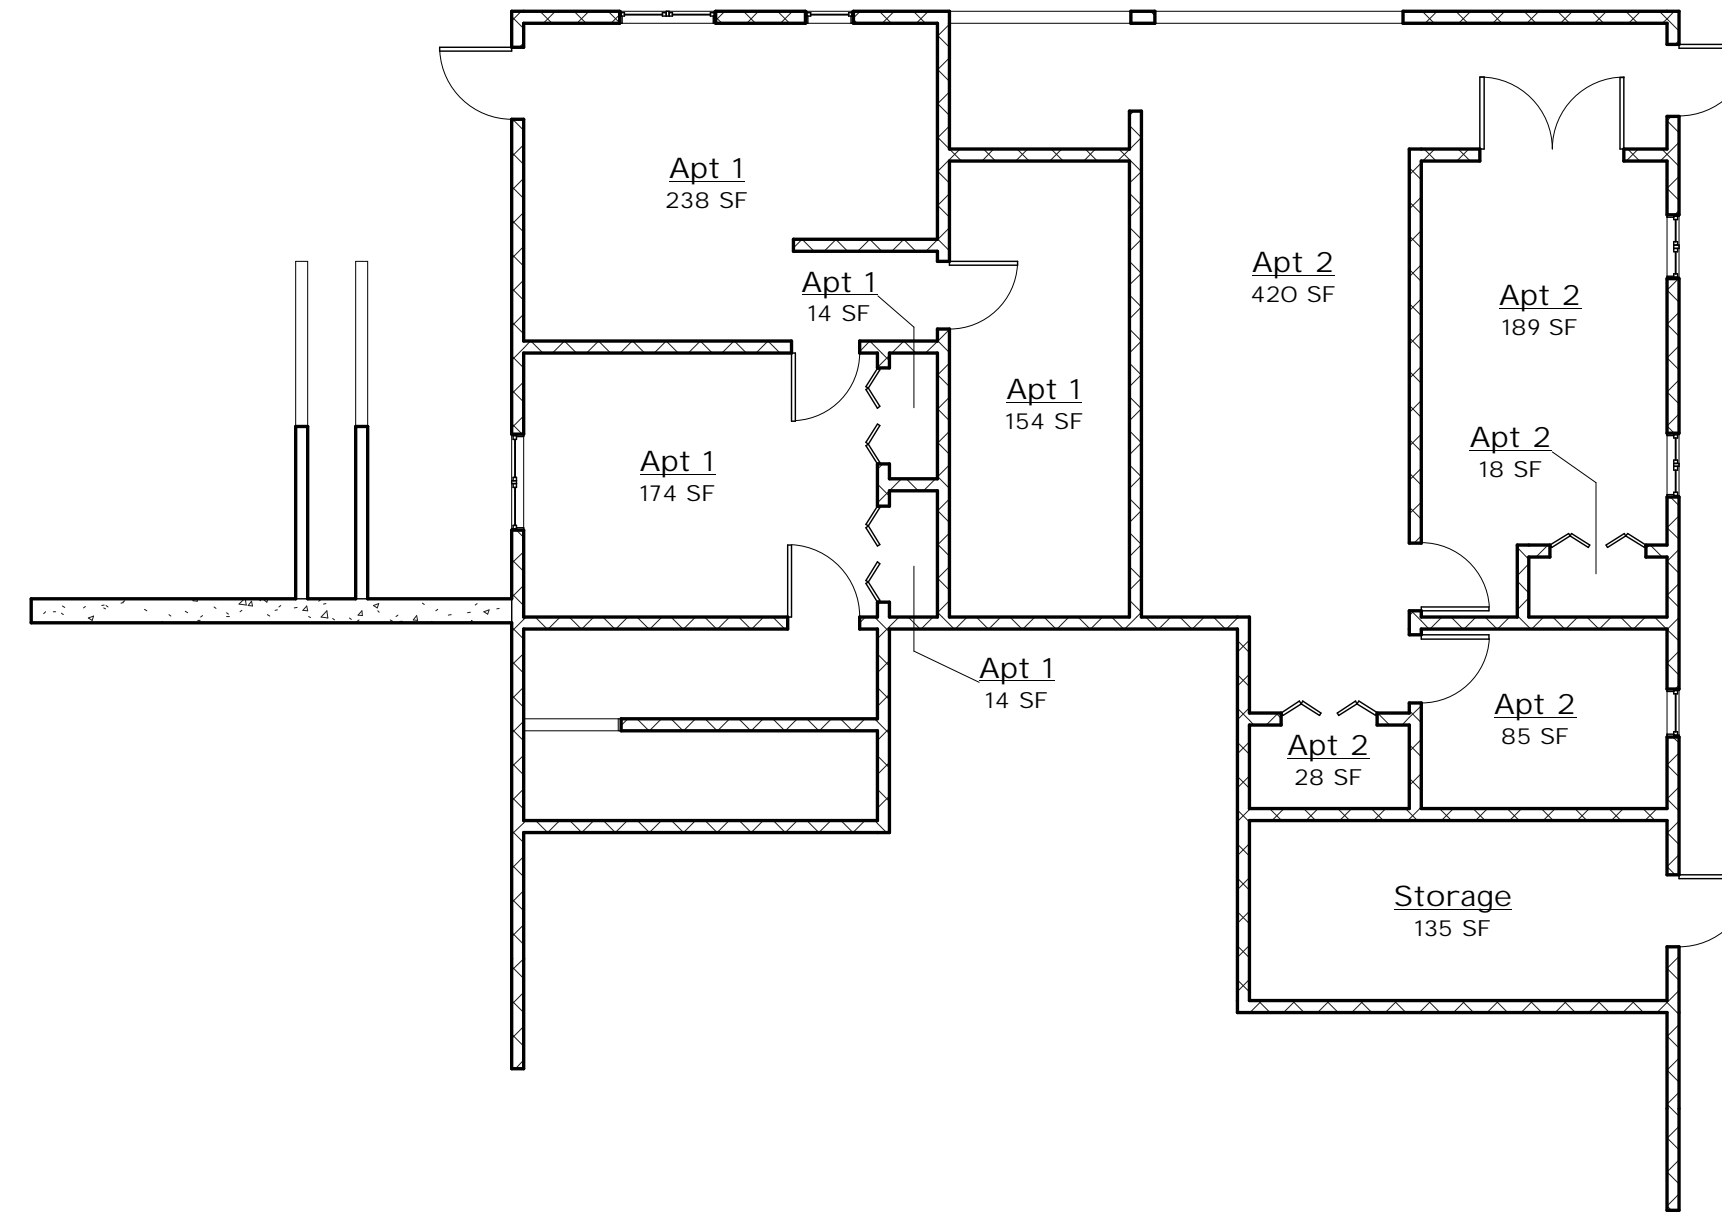 Apt 1
238 SF
Apt 1
14 SF
Apt 2
420 SF
Apt 2
189 SF
Apt 1
154 SF
Apt 1
174 SF
Apt 2
18 SF
Apt 1
14 SF
Apt 2
85 SF
Apt 2
28 SF
Storage
135 SF